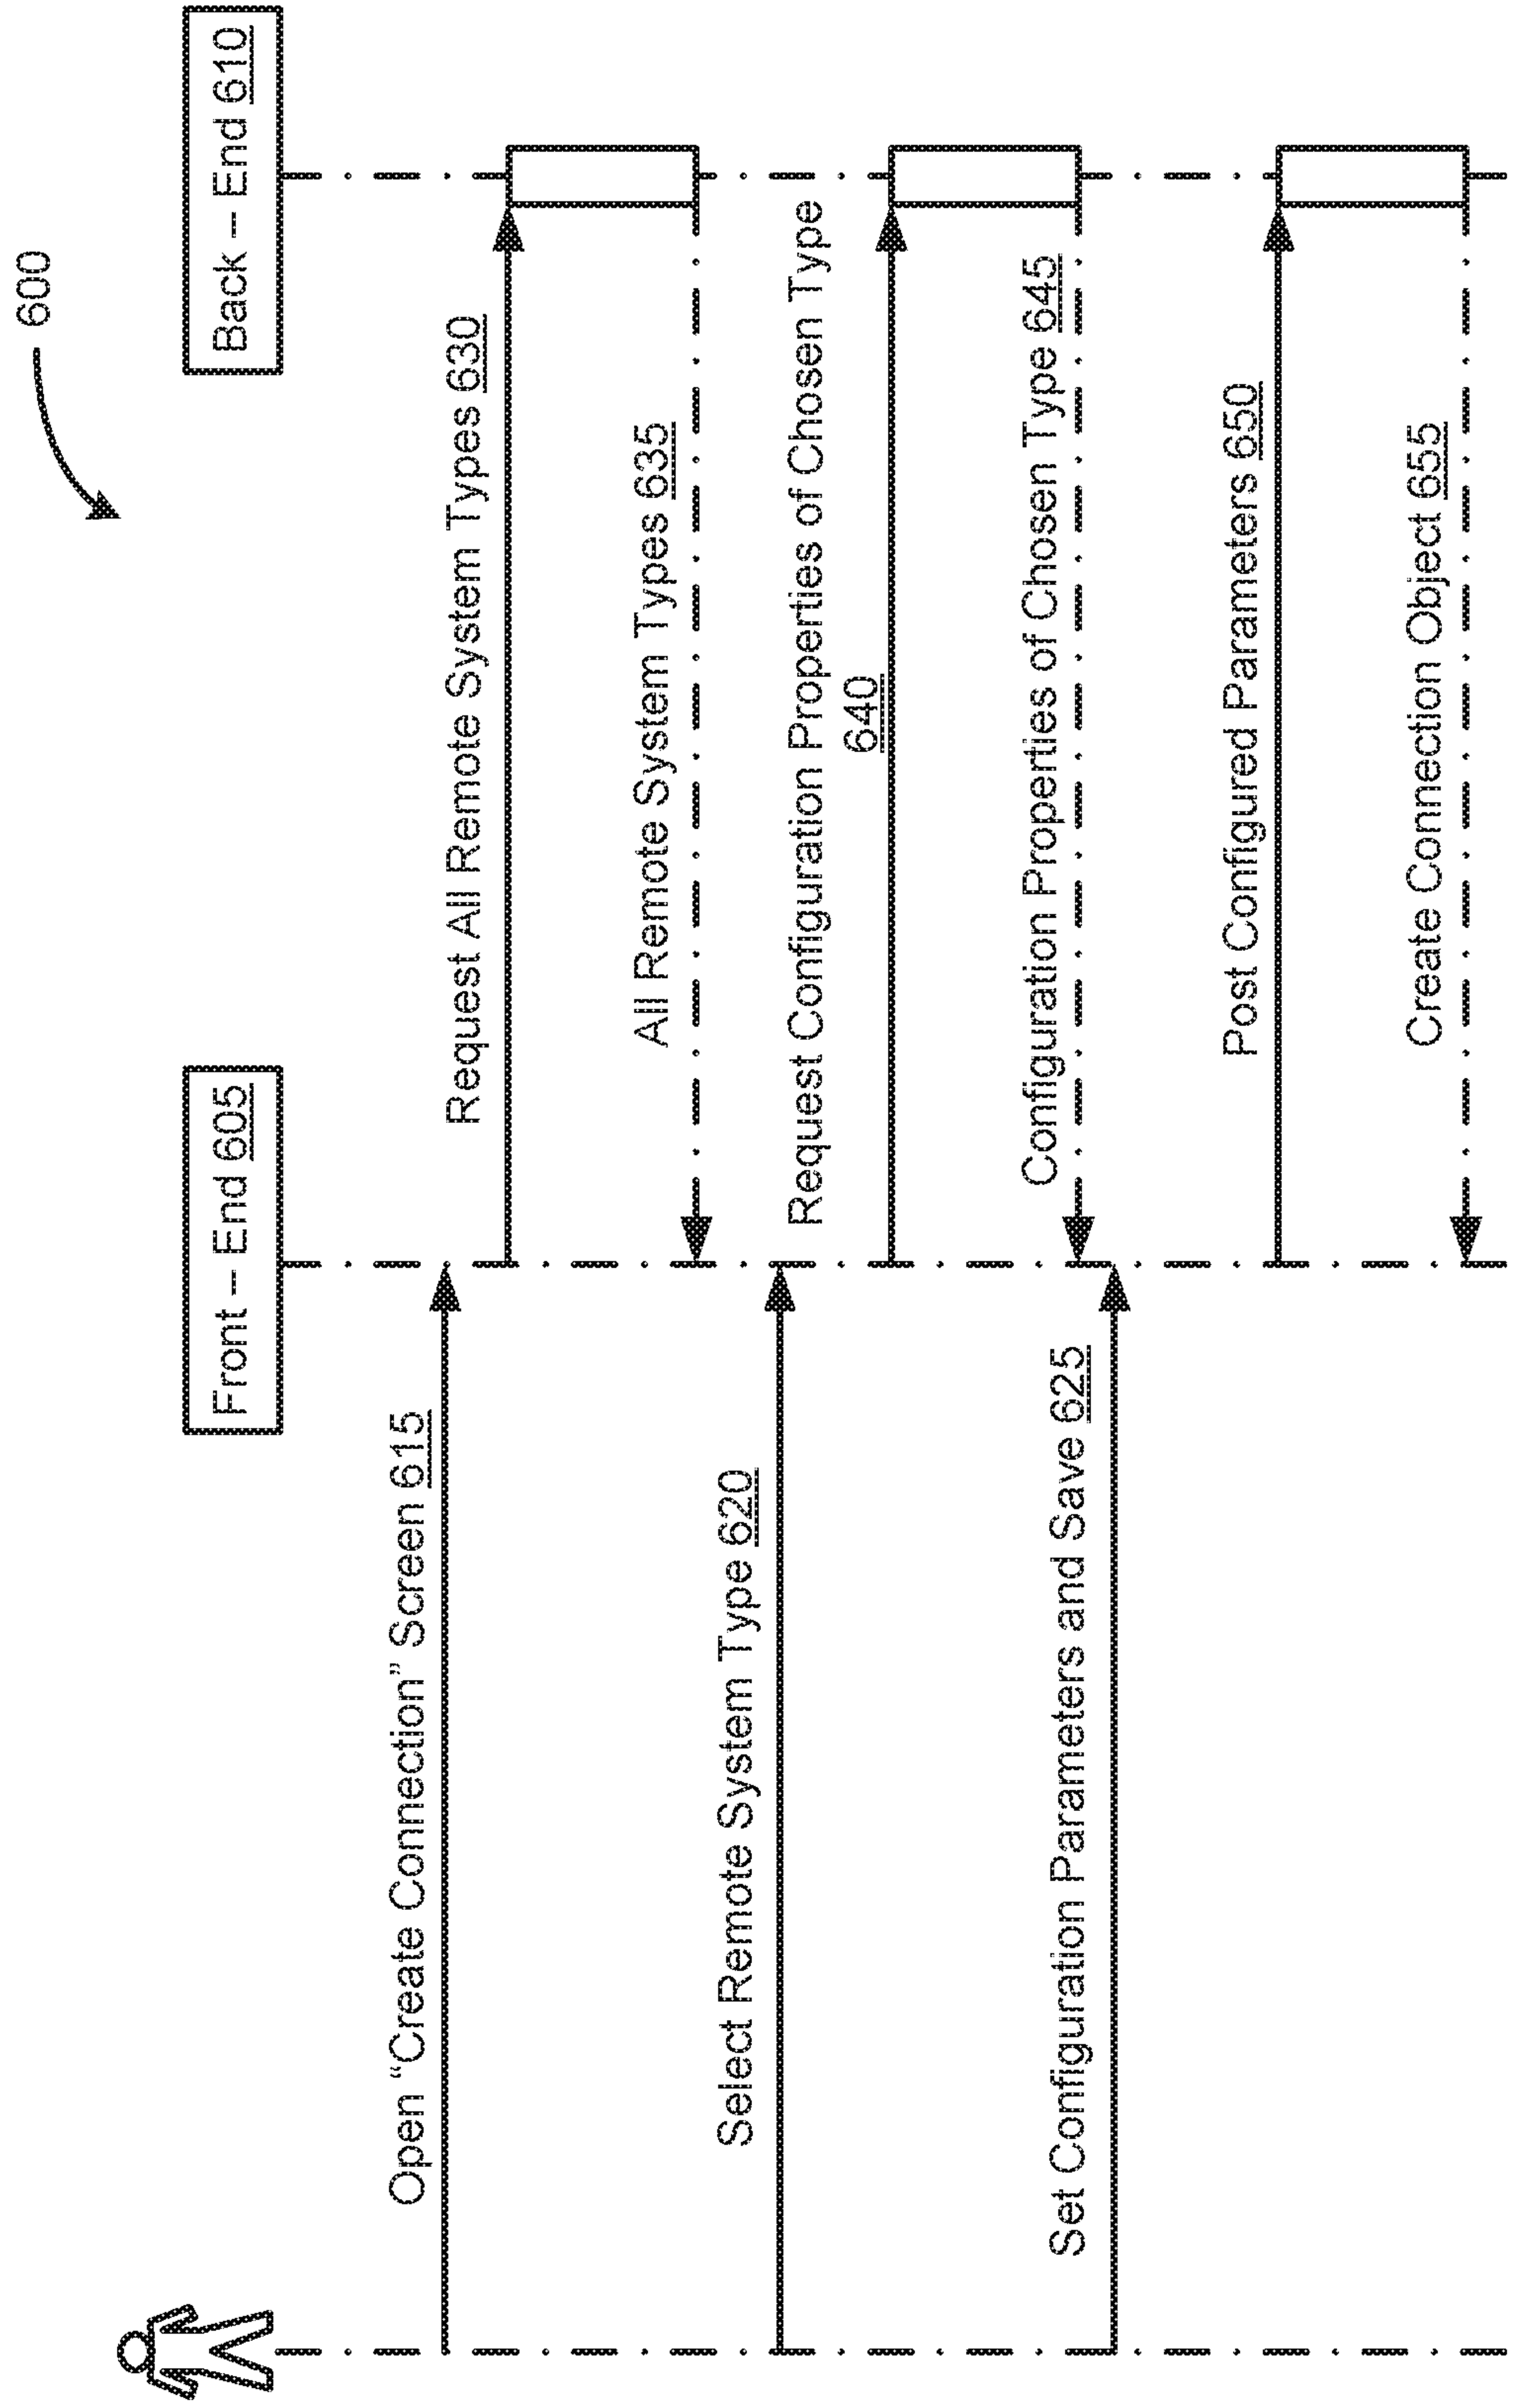 600
Front – End 605
Back – End 610
Open “Create Connection” Screen 615
Request All Remote System Types 630
All Remote System Types 635
Select Remote System Type 620
Request Configuration Properties of Chosen Type
640
Configuration Properties of Chosen Type 645
Set Configuration Parameters and Save 625
Post Configured Parameters 650
Create Connection Object 655